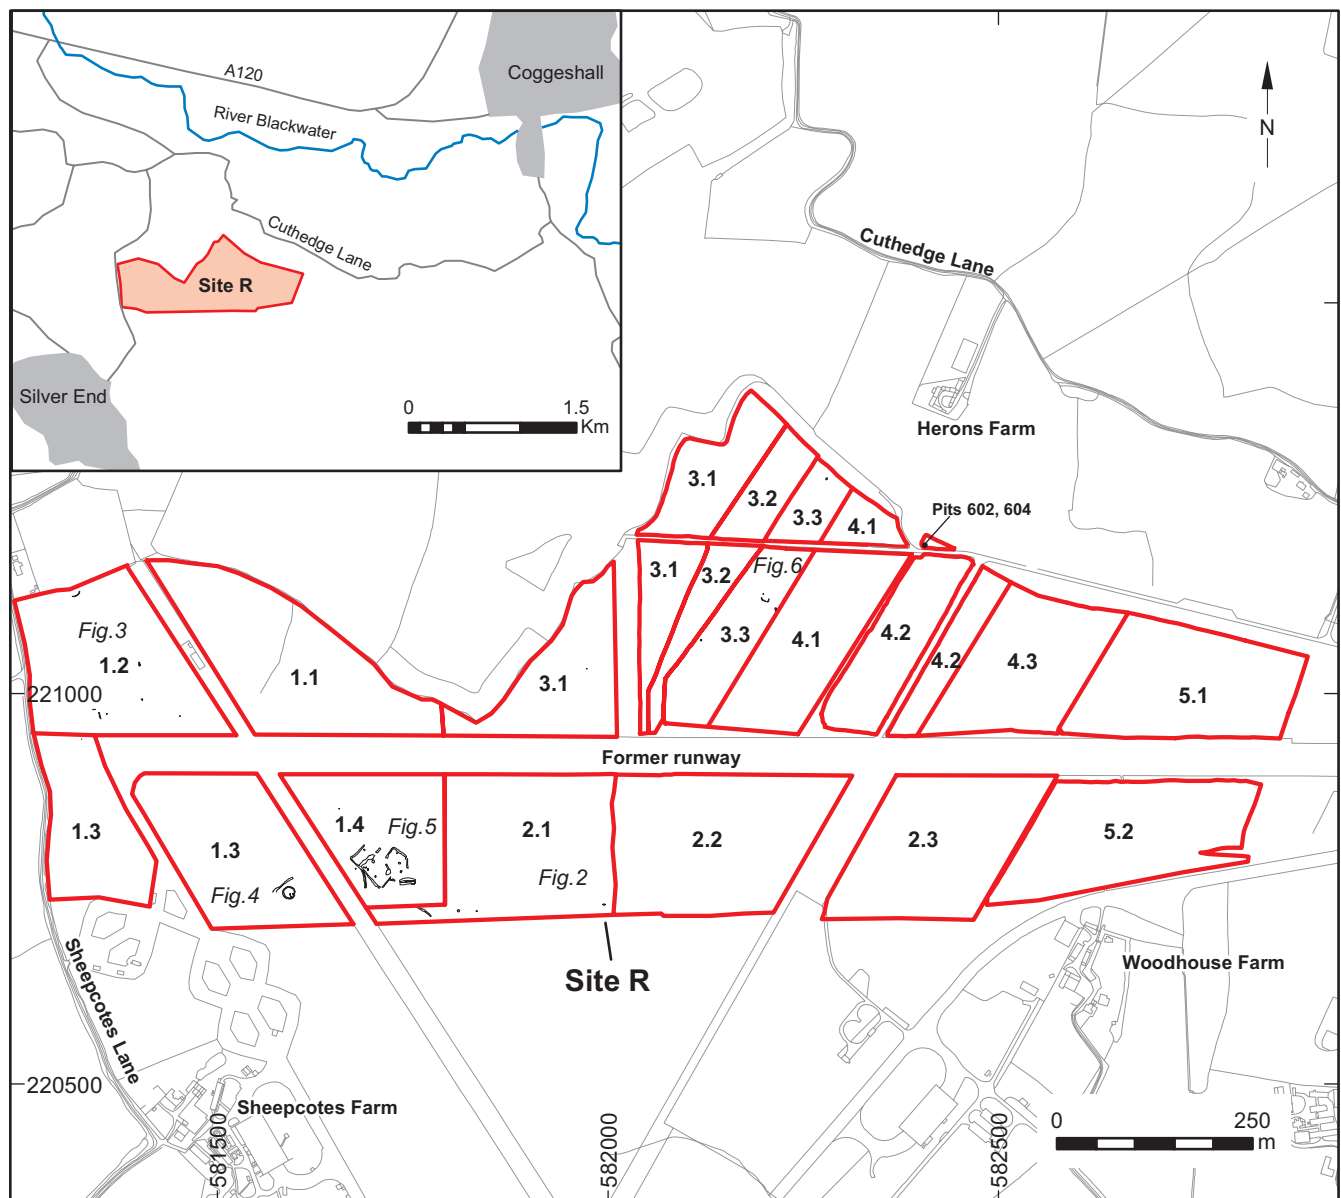 A120
Coggeshall
River Blackwater
Cuthedge Lane
Site R
Silver End
0 1.5
Km
N
Cuthedge Lane
Herons Farm
Pits 602, 604
3.1
3.2
3.3
4.1
3.1
3.2
Fig.6
3.3
4.1
4.2
4.2
4.3
5.1
Fig.3
1.2
1.1
3.1
221000
Former runway
1.3
1.3
Fig.4
1.4
Fig.5
2.1
Fig.2
2.2
2.3
5.2
Site R
Woodhouse Farm
Sheepcotes Lane
220500
Sheepcotes Farm
581500
582000
582500
0 250
m